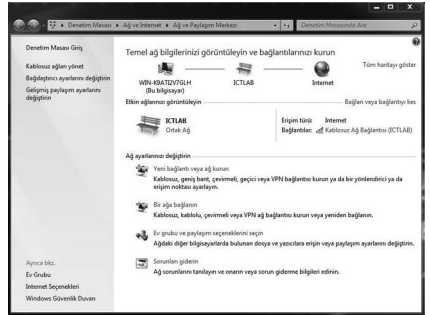 Denetim Masası ▸ Ağ ve Internet ▸ Ağ ve Paylaşım Merkezi
Denetim Masasında Ara
Denetim Masası Giriş
Kablosuz ağları yönet
Bağdaştırıcı ayarlarını değiştirin
Gelişmiş paylaşım ayarlarını
değiştirin
Temel ağ bilgilerinizi görüntüleyin ve bağlantılarınızı kurun
Tüm haritayı göster
WIN-K9ATI2V7GLH
(Bu bilgisayar)
ICTLAB
Internet
Etkin ağlarınızı görüntüleyin
Bağlan veya bağlantıyı kes
ICTLAB
Ortak Ağ
Erişim türü: Internet
Bağlantılar: Kablosuz Ağ Bağlantısı (ICTLAB)
Ağ ayarlarınızı değiştirin
Yeni bağlantı veya ağ kurun
Kablosuz, geniş bant, çevirmeli, geçici veya VPN bağlantısı kurun ya da bir yönlendirici ya da
erişim noktası ayarlayın.
Bir ağa bağlanın
Kablosuz, kablolu, çevirmeli veya VPN ağ bağlantısı kurun veya yeniden bağlanın.
Ev grubu ve paylaşım seçeneklerini seçin
Ağdaki diğer bilgisayarlarda bulunan dosya ve yazıcılara erişin veya paylaşım ayarlarını değiştirin.
Sorunları giderin
Ağ sorunlarını tanılayın ve onarın veya sorun giderme bilgileri edinin.
Ayrıca bkz.
Ev Grubu
Internet Seçenekleri
Windows Güvenlik Duvarı